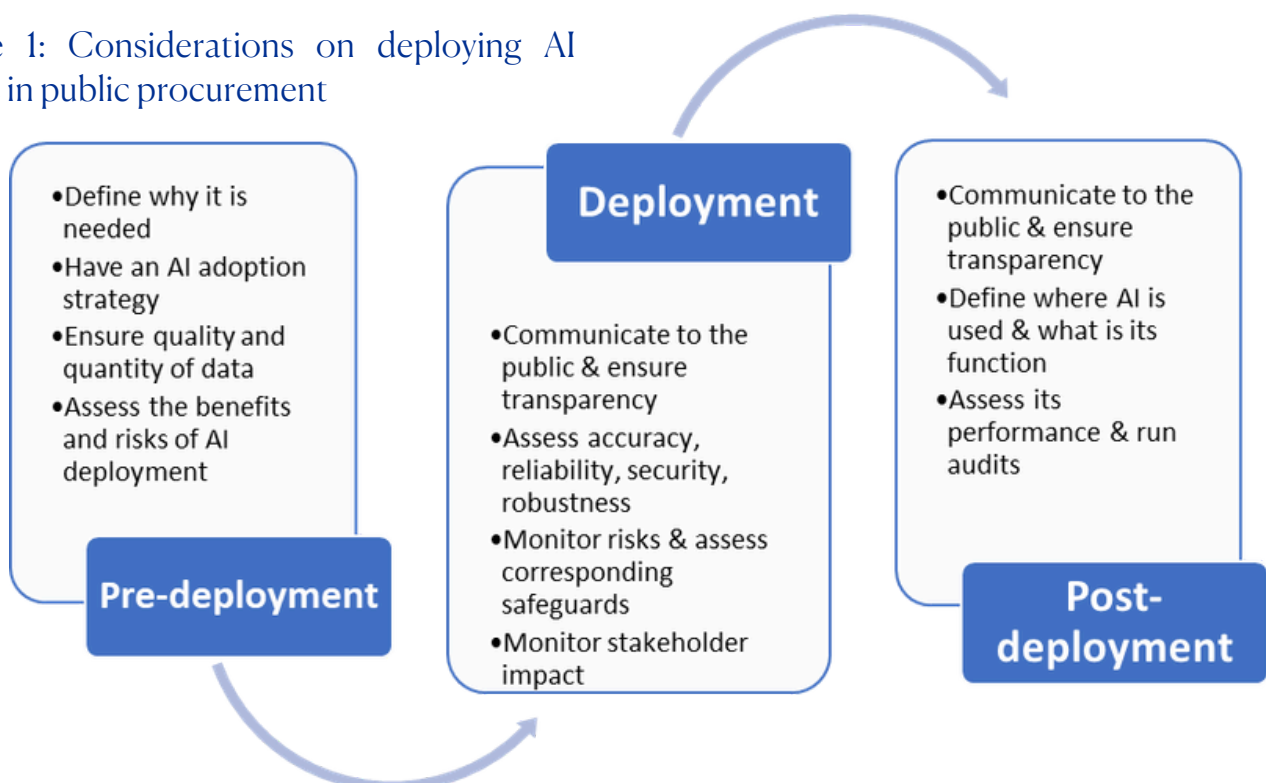 e 1: Considerations on deploying AI
in public procurement
•Define why it is
needed
•Have an AI adoption
strategy
•Ensure quality and
quantity of data
•Assess the benefits
and risks of AI
deployment
Pre-deployment
Deployment
•Communicate to the
public & ensure
transparency
•Assess accuracy,
reliability, security,
robustness
•Monitor risks & assess
corresponding
safeguards
•Monitor stakeholder
impact
•Communicate to the
public & ensure
transparency
•Define where AI is
used & what is its
function
•Assess its
performance & run
audits
Post-
deployment